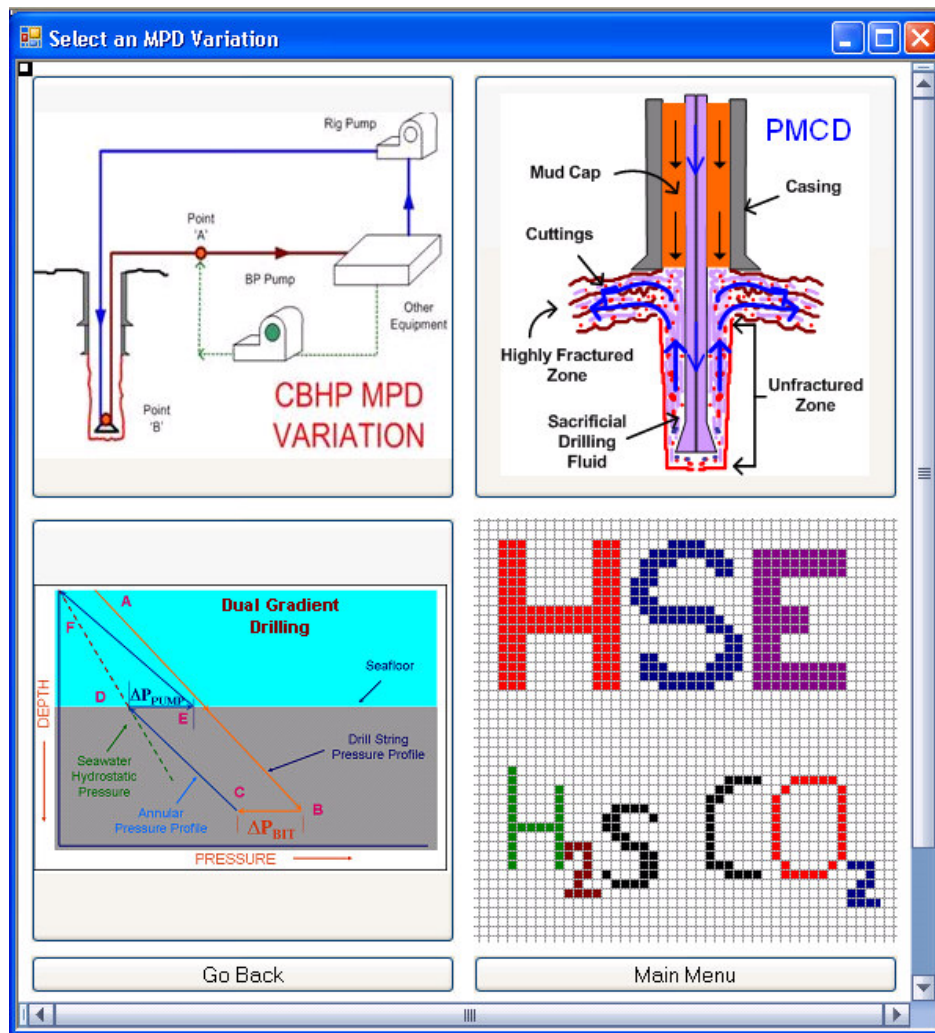 Select an MPD Variation
Rig Pump
Point
'A'
BP Pump
Other
Equipment
Point
'B'
CBHP MPD
VARIATION
PMCD
Mud Cap
Casing
Cuttings
Highly Fractured
Zone
Unfractured
Zone
Sacrificial
Drilling
Fluid
Dual Gradient
Drilling
A
F
Seafloor
D
ΔP_PUMP
E
DEPTH
Drill String
Pressure Profile
Seawater
Hydrostatic
Pressure
C
B
Annular
Pressure Profile
ΔP_BIT
PRESSURE
HSE
H2S CO2
Go Back
Main Menu